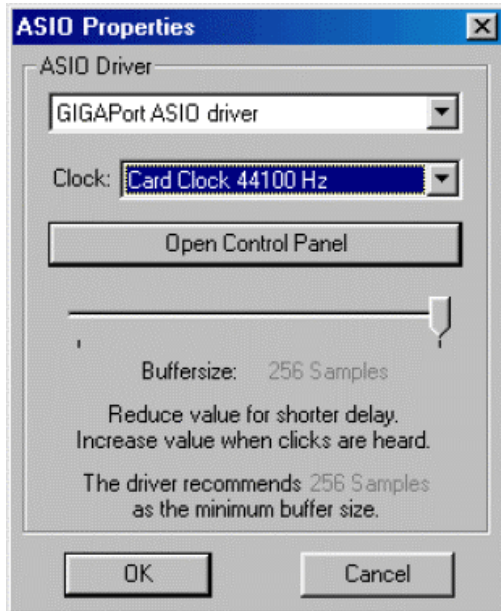 ASIO Properties
ASIO Driver
GIGAPort ASIO driver
Clock: Card Clock 44100 Hz
Open Control Panel
Buffersize: 256 Samples
Reduce value for shorter delay.
Increase value when clicks are heard.
The driver recommends 256 Samples
as the minimum buffer size.
OK Cancel